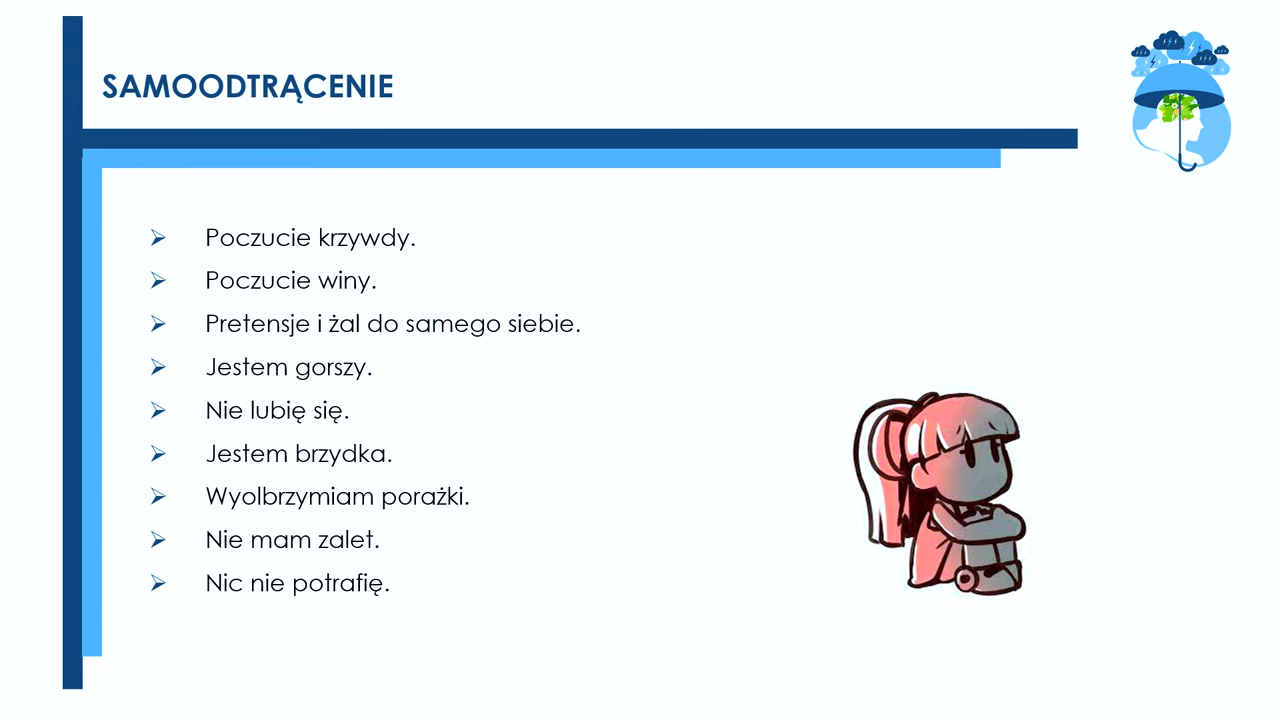 SAMOODTRĄCENIE
Poczucie krzywdy.
Poczucie winy.
Pretensje i żal do samego siebie.
Jestem gorszy.
Nie lubię się.
Jestem brzydka.
Wyolbrzymiam porażki.
Nie mam zalet.
Nic nie potrafię.